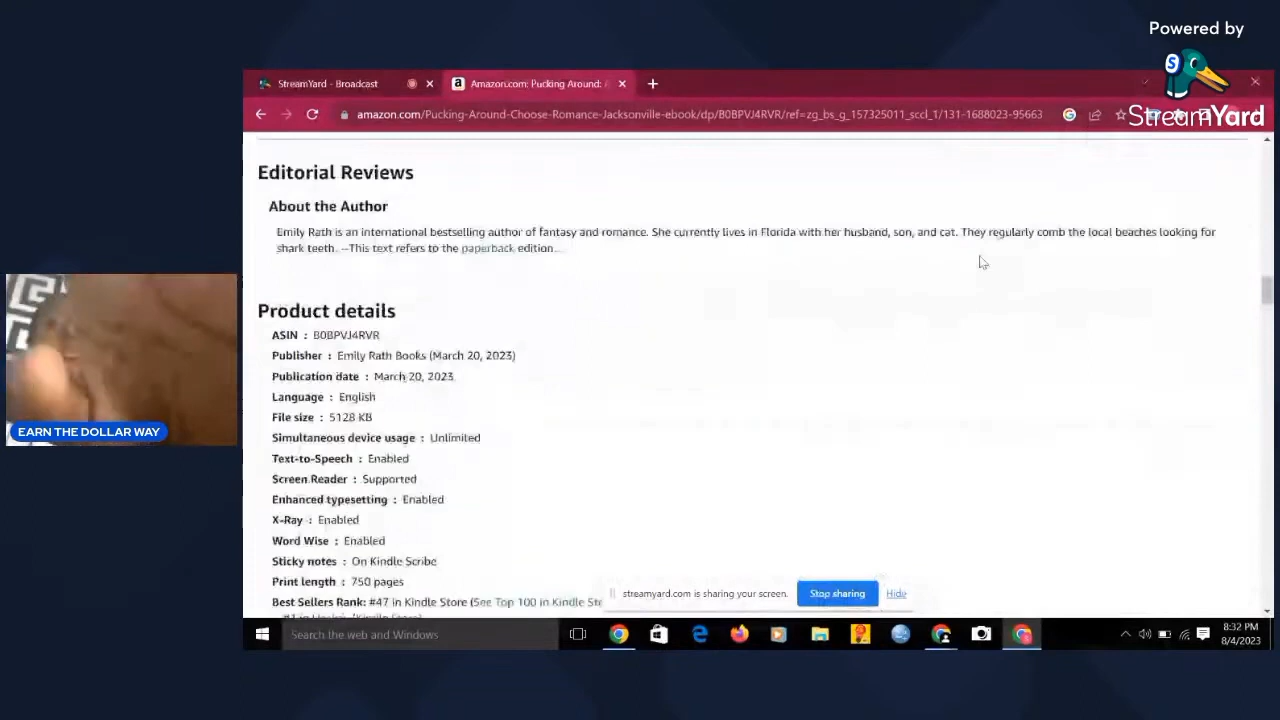 Powered by
StreamYard
StreamYard - Broadcast
Amazon.com: Pucking Around:
amazon.com/Pucking-Around-Choose-Romance-Jacksonville-ebook/dp/B0BPVJ4RVR/ref=zg_bs_g_157325011_sccl_1/131-1688023-95663
Editorial Reviews
About the Author
Emily Rath is an international bestselling author of fantasy and romance. She currently lives in Florida with her husband, son, and cat. They regularly comb the local beaches looking for
shark teeth. --This text refers to the paperback edition.
Product details
ASIN : B0BPVJ4RVR
Publisher : Emily Rath Books (March 20, 2023)
Publication date : March 20, 2023
Language : English
File size : 5128 KB
Simultaneous device usage : Unlimited
Text-to-Speech : Enabled
Screen Reader : Supported
Enhanced typesetting : Enabled
X-Ray : Enabled
Word Wise : Enabled
Sticky notes : On Kindle Scribe
Print length : 750 pages
Best Sellers Rank: #47 in Kindle Store (See Top 100 in Kindle Sto
EARN THE DOLLAR WAY
streamyard.com is sharing your screen.
Stop sharing
Hide
Search the web and Windows
8:32 PM
8/4/2023